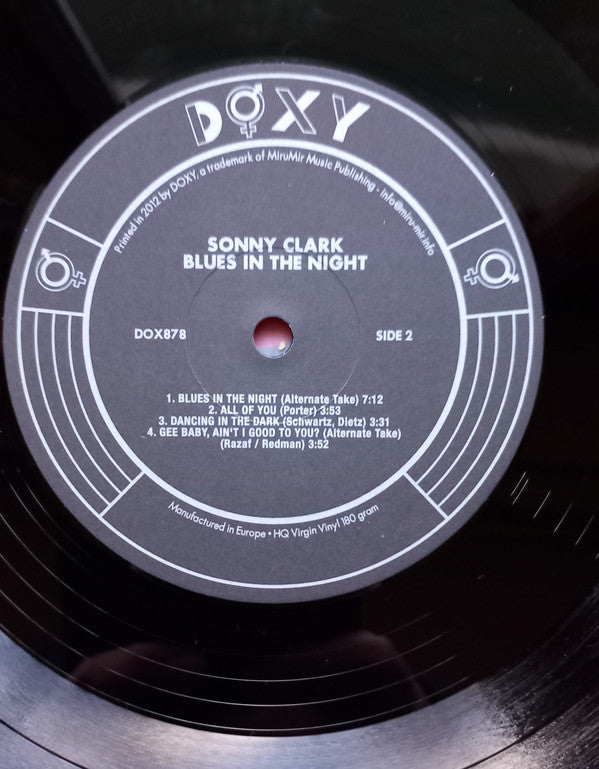 DOXY
Printed in 2012 by DOXY, a trademark of MiruMir Music Publishing - info@miru-mir.info
SONNY CLARK
BLUES IN THE NIGHT
DOX878
SIDE 2
1. BLUES IN THE NIGHT (Alternate Take) 7:12
2. ALL OF YOU (Porter) 3:53
3. DANCING IN THE DARK (Schwartz, Dietz) 3:31
4. GEE BABY, AIN'T I GOOD TO YOU? (Alternate Take)
(Razaf / Redman) 3:52
Manufactured in Europe • HQ Virgin Vinyl 180 gram